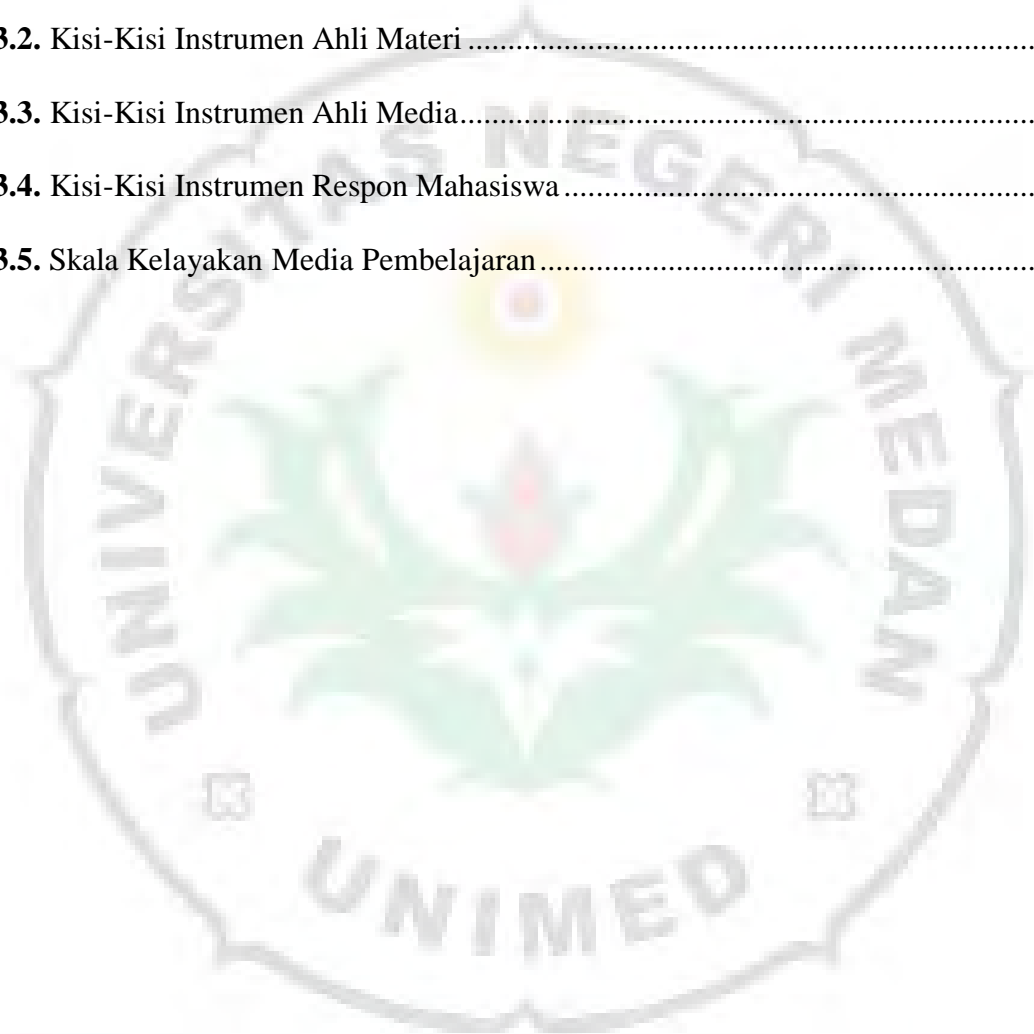 3.2. Kisi-Kisi Instrumen Ahli Materi ........................................................................
3.3. Kisi-Kisi Instrumen Ahli Media.........................................................................
3.4. Kisi-Kisi Instrumen Respon Mahasiswa ...........................................................
3.5. Skala Kelayakan Media Pembelajaran ..............................................................
UNIVERSITAS NEGERI MEDAN
UNIMED